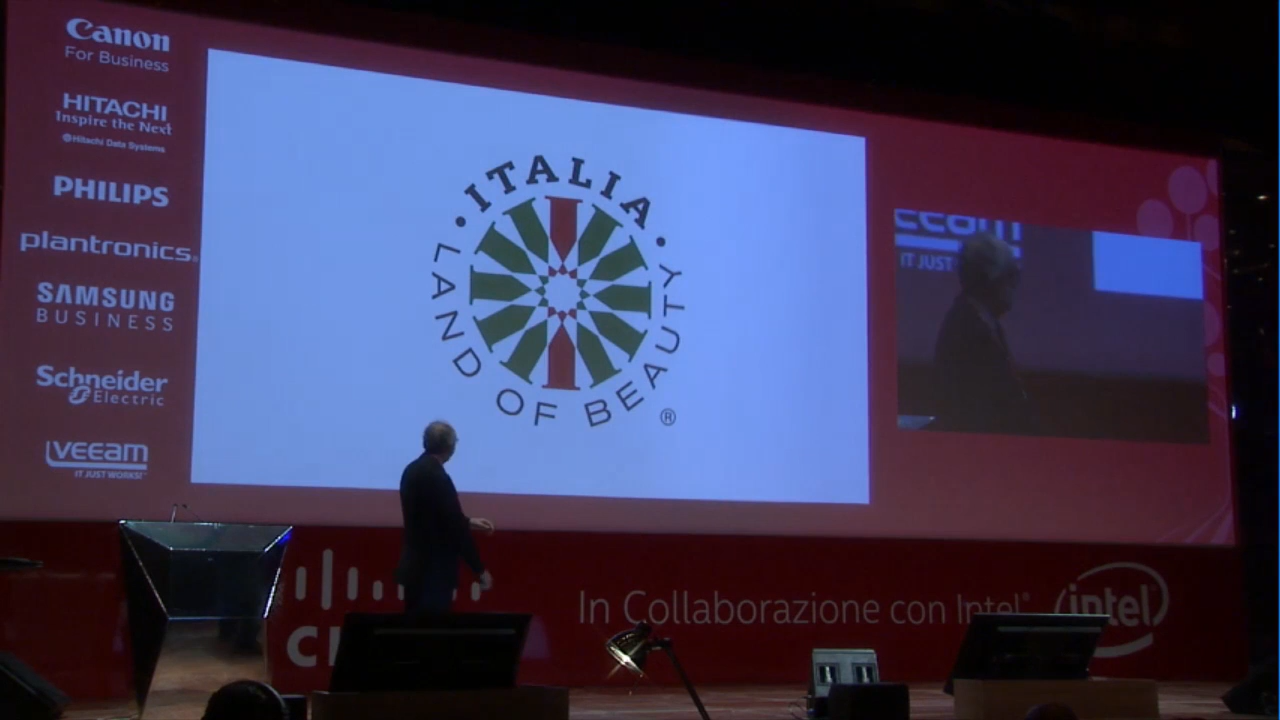 Canon
For Business
HITACHI
Inspire the Next
Hitachi Data Systems
PHILIPS
plantronics®
SAMSUNG
BUSINESS
Schneider
Electric
veeam
IT JUST WORKS!™
• ITALIA •
LAND OF BEAUTY
®
IT JUST
In Collaborazione con Intel®
intel